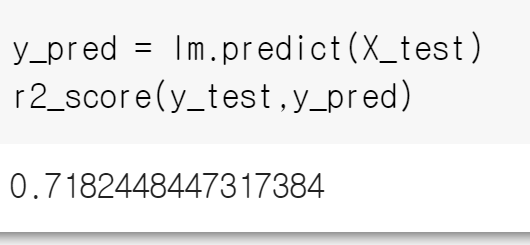 y_pred = lm.predict(X_test)
r2_score(y_test,y_pred)
0.7182448447317384